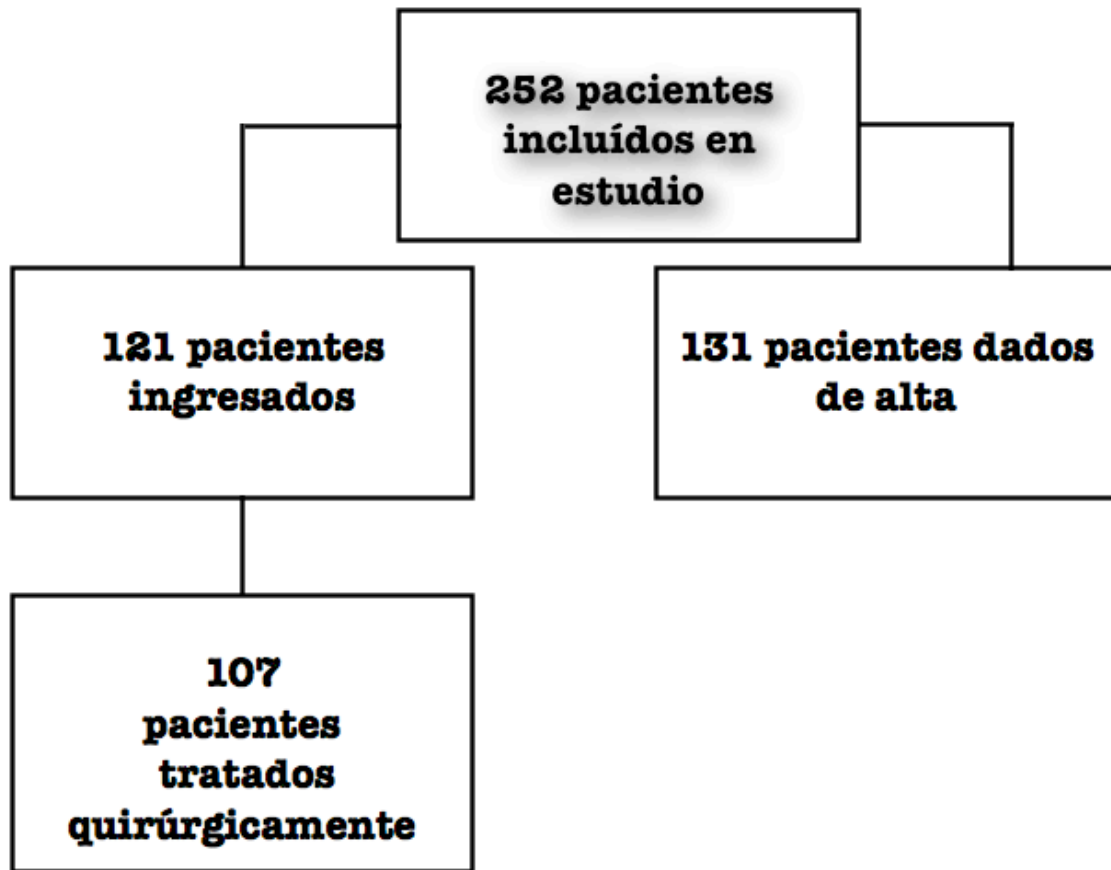 252 pacientes
incluídos en
estudio
121 pacientes
ingresados
131 pacientes dados
de alta
107
pacientes
tratados
quirúrgicamente